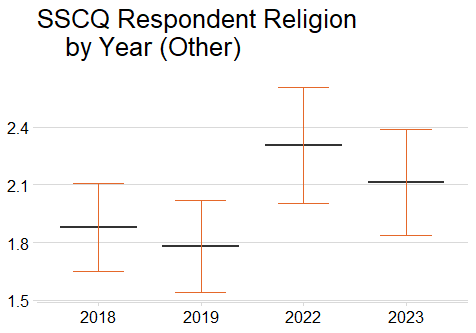 SSCQ Respondent Religion
by Year (Other)
2.4
2.1
1.8
1.5
2018 2019 2022 2023